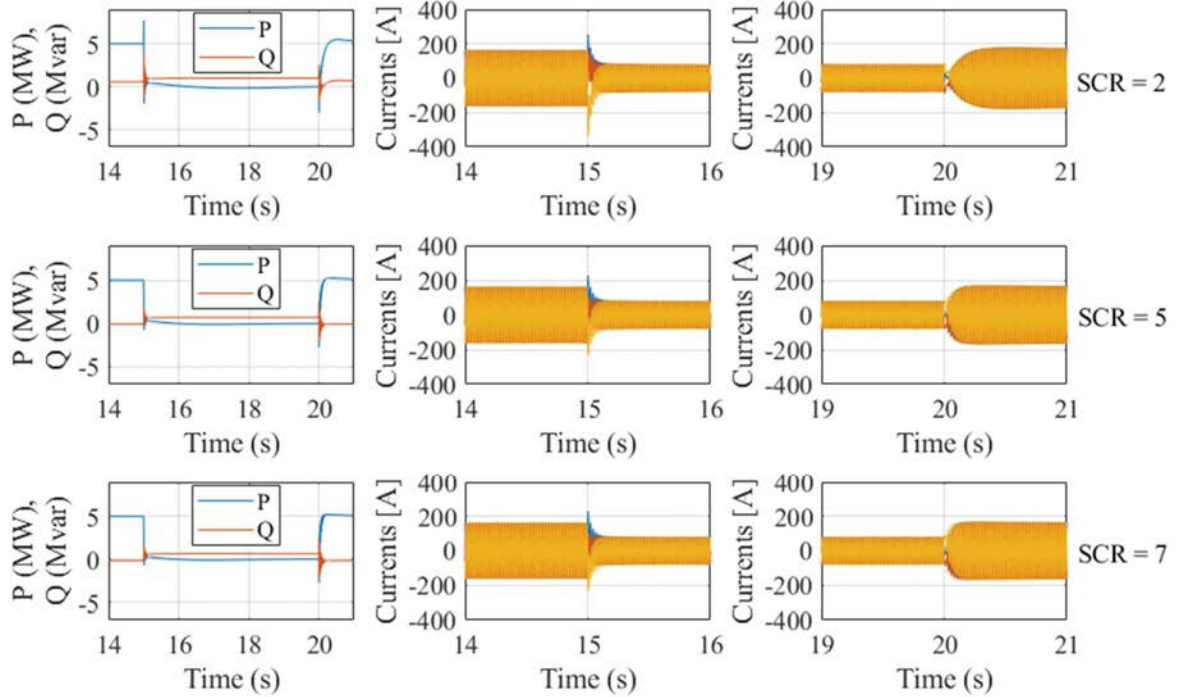 P (MW),
Q (Mvar)
5
0
-5
P
Q
14 16 18 20
Time (s)
Currents [A]
400
200
0
-200
-400
14 15 16
Time (s)
Currents [A]
400
200
0
-200
-400
19 20 21
Time (s)
SCR = 2
P (MW),
Q (Mvar)
5
0
-5
P
Q
14 16 18 20
Time (s)
Currents [A]
400
200
0
-200
-400
14 15 16
Time (s)
Currents [A]
400
200
0
-200
-400
19 20 21
Time (s)
SCR = 5
P (MW),
Q (Mvar)
5
0
-5
P
Q
14 16 18 20
Time (s)
Currents [A]
400
200
0
-200
-400
14 15 16
Time (s)
Currents [A]
400
200
0
-200
-400
19 20 21
Time (s)
SCR = 7